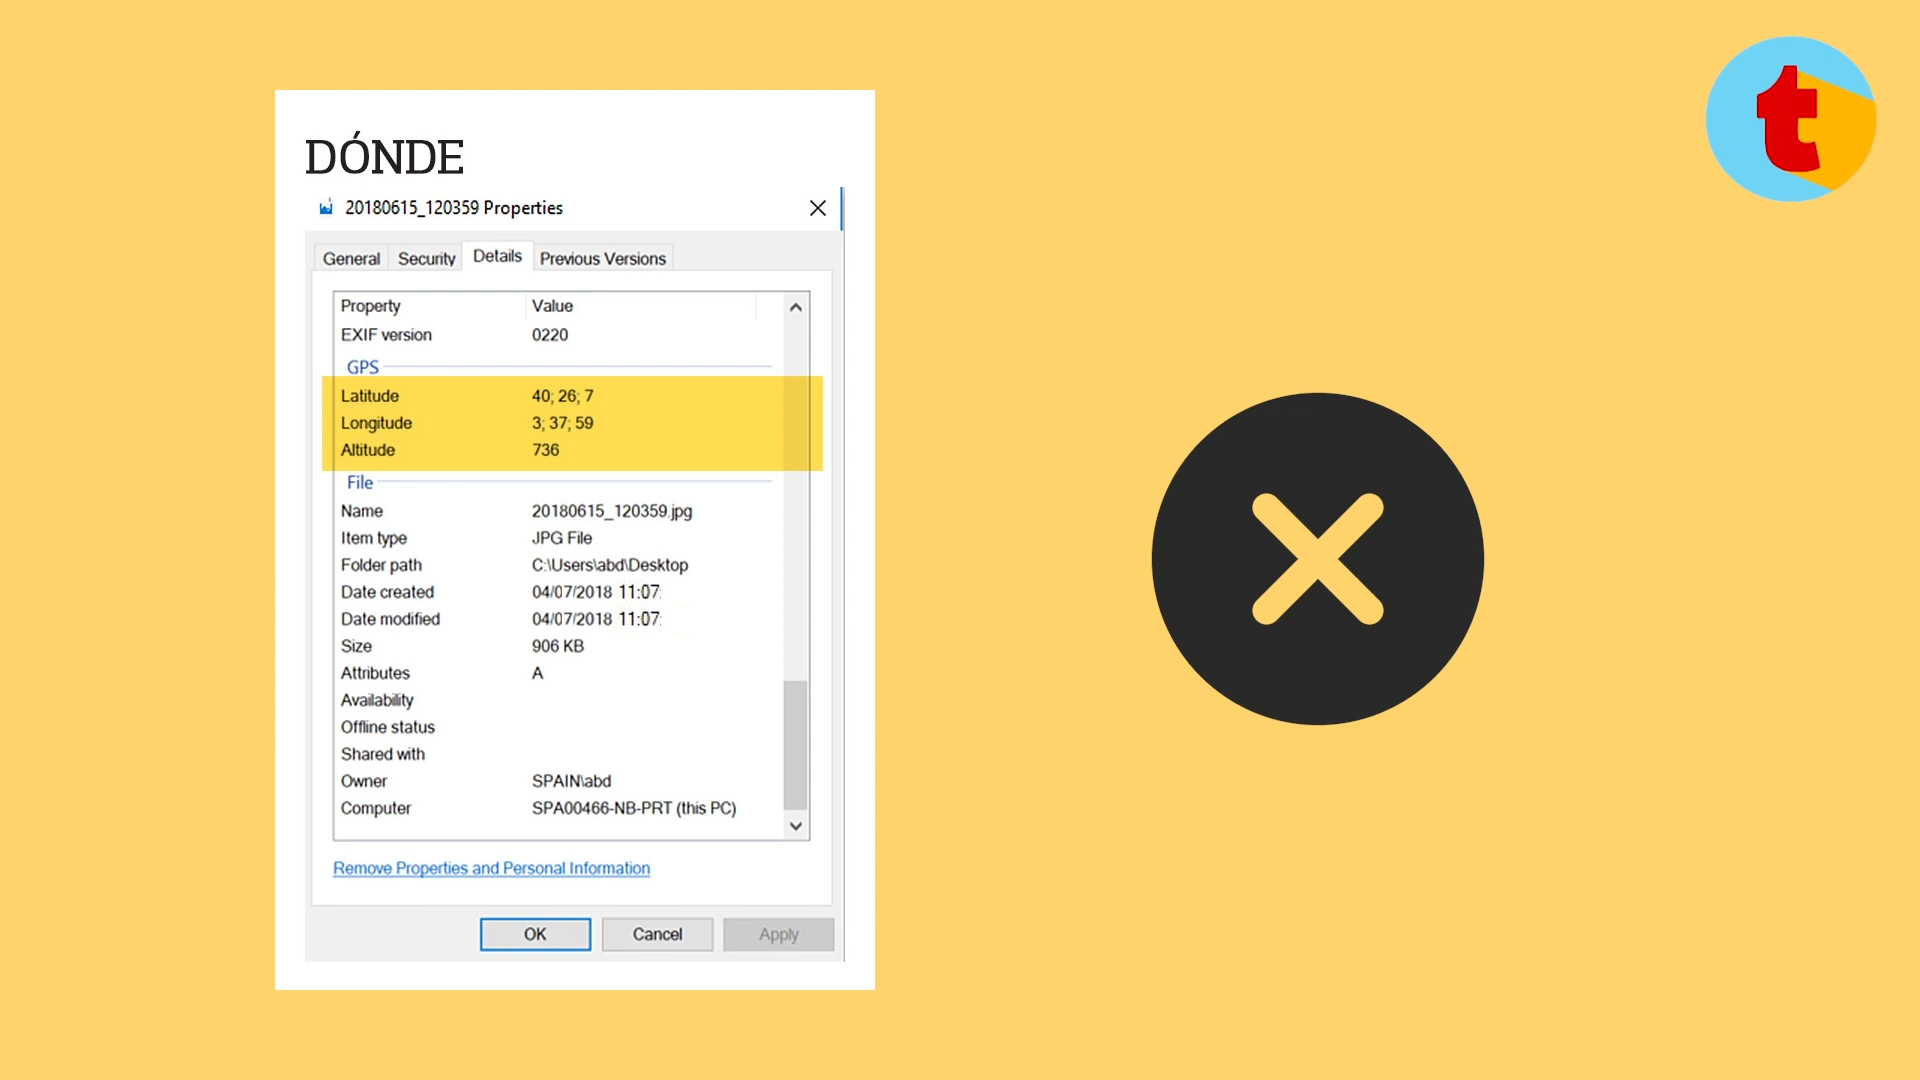 t
DÓNDE
20180615_120359 Properties
General Security Details Previous Versions
Property Value
EXIF version 0220
GPS
Latitude 40; 26; 7
Longitude 3; 37; 59
Altitude 736
File
Name 20180615_120359.jpg
Item type JPG File
Folder path C:\Users\abd\Desktop
Date created 04/07/2018 11:07:
Date modified 04/07/2018 11:07:
Size 906 KB
Attributes A
Availability
Offline status
Shared with
Owner SPAIN\abd
Computer SPA00466-NB-PRT (this PC)
Remove Properties and Personal Information
OK Cancel Apply